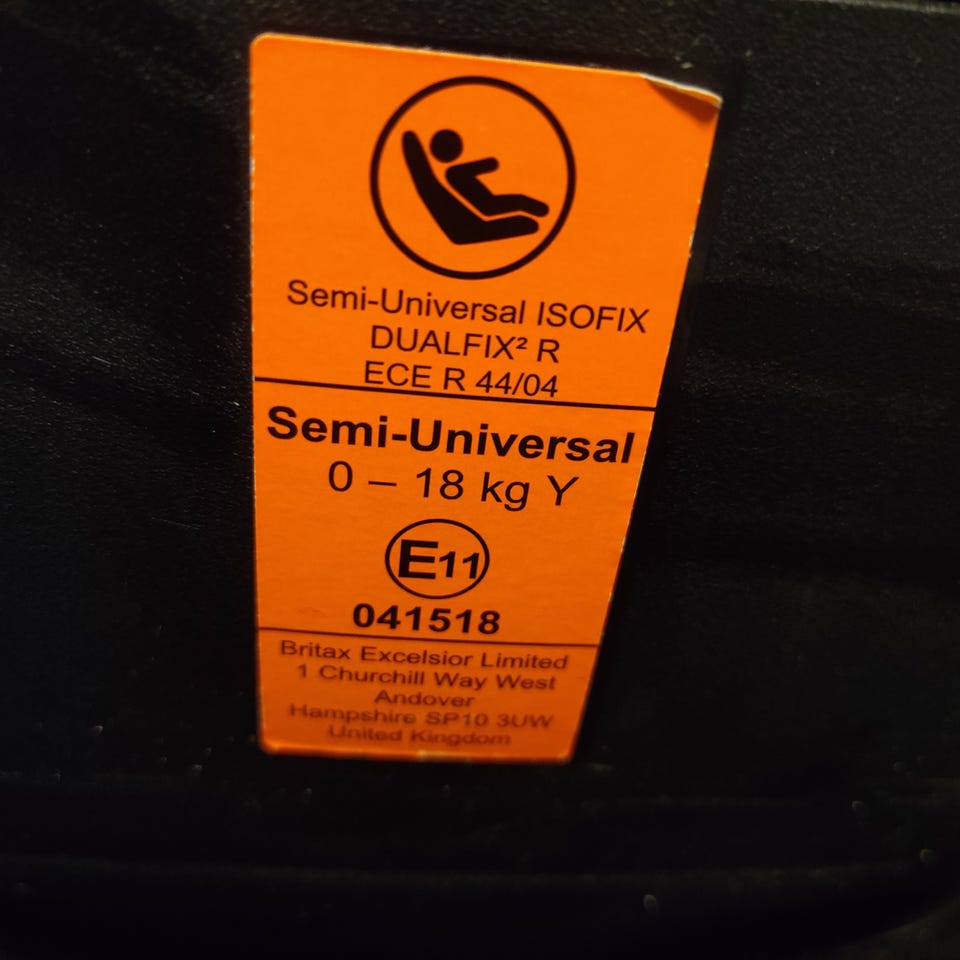 Semi-Universal ISOFIX
DUALFIX² R
ECE R 44/04
Semi-Universal
0 – 18 kg Y
E11
041518
Britax Excelsior Limited
1 Churchill Way West
Andover
Hampshire SP10 3UW
United Kingdom